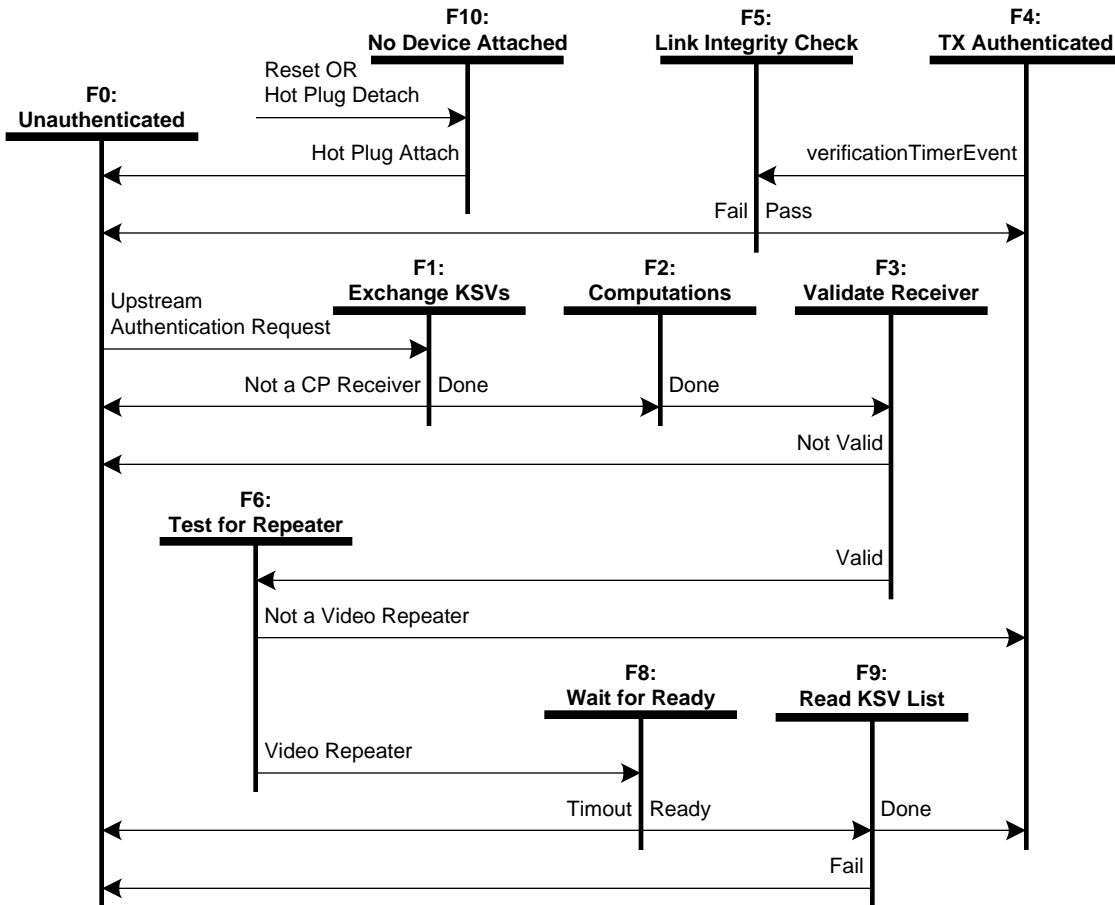 F10:
No Device Attached
F5:
Link Integrity Check
F4:
TX Authenticated
Reset OR
Hot Plug Detach
F0:
Unauthenticated
Hot Plug Attach
verificationTimerEvent
Fail
Pass
F1:
Exchange KSVs
F2:
Computations
F3:
Validate Receiver
Upstream
Authentication Request
Not a CP Receiver
Done
Done
Not Valid
F6:
Test for Repeater
Valid
Not a Video Repeater
F8:
Wait for Ready
F9:
Read KSV List
Video Repeater
Timout
Ready
Done
Fail